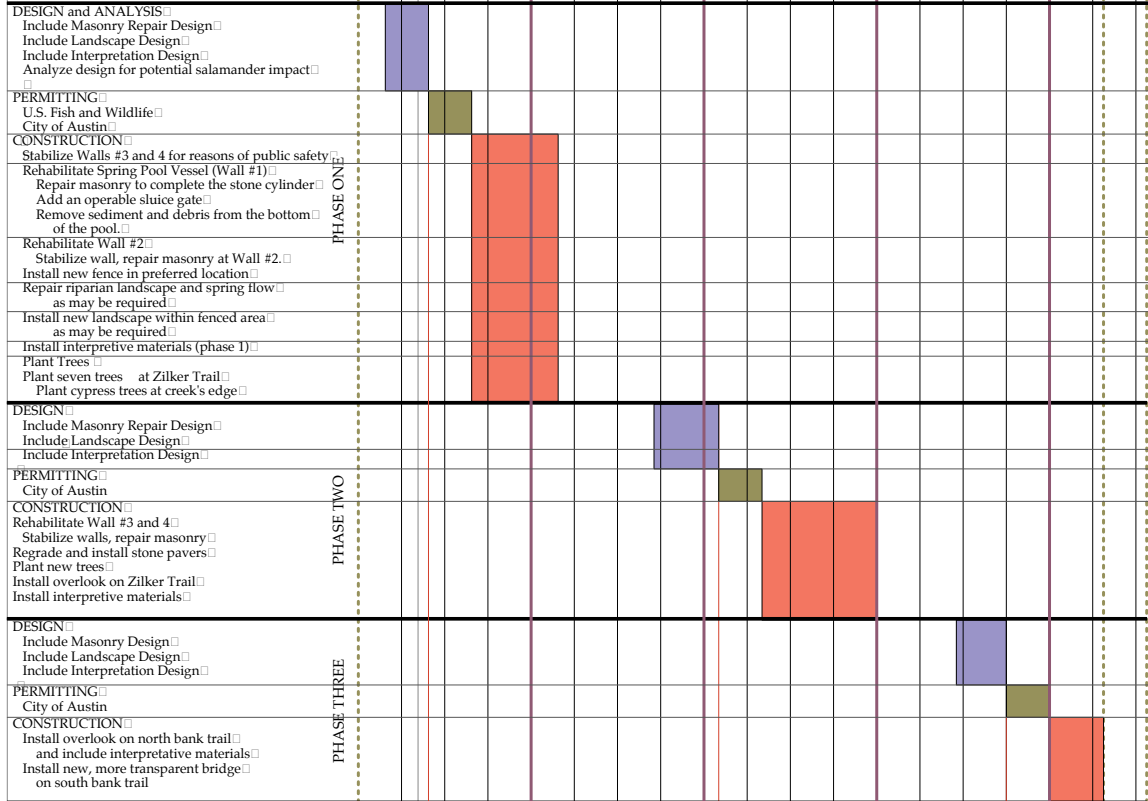 DESIGN and ANALYSIS
Include Masonry Repair Design
Include Landscape Design
Include Interpretation Design
Analyze design for potential salamander impact
PERMITTING
U.S. Fish and Wildlife
City of Austin
CONSTRUCTION
Stabilize Walls #3 and 4 for reasons of public safety
Rehabilitate Spring Pool Vessel (Wall #1)
Repair masonry to complete the stone cylinder
Add an operable sluice gate
Remove sediment and debris from the bottom
of the pool.
Rehabilitate Wall #2
Stabilize wall, repair masonry at Wall #2.
Install new fence in preferred location
Repair riparian landscape and spring flow
as may be required
Install new landscape within fenced area
as may be required
Install interpretive materials (phase 1)
Plant Trees
Plant seven trees at Zilker Trail
Plant cypress trees at creek's edge
PHASE ONE
DESIGN
Include Masonry Repair Design
Include Landscape Design
Include Interpretation Design
PERMITTING
City of Austin
CONSTRUCTION
Rehabilitate Wall #3 and 4
Stabilize walls, repair masonry
Regrade and install stone pavers
Plant new trees
Install overlook on Zilker Trail
Install interpretive materials
PHASE TWO
DESIGN
Include Masonry Design
Include Landscape Design
Include Interpretation Design
PERMITTING
City of Austin
CONSTRUCTION
Install overlook on north bank trail
and include interpretative materials
Install new, more transparent bridge
on south bank trail
PHASE THREE